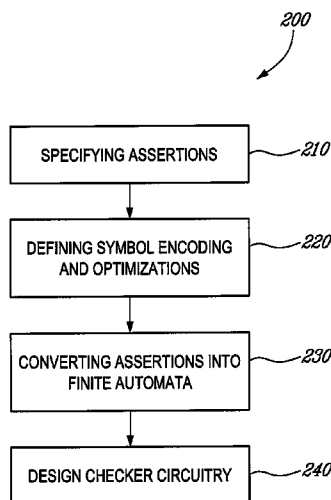 200
SPECIFYING ASSERTIONS
210
DEFINING SYMBOL ENCODING
AND OPTIMIZATIONS
220
CONVERTING ASSERTIONS INTO
FINITE AUTOMATA
230
DESIGN CHECKER CIRCUITRY
240